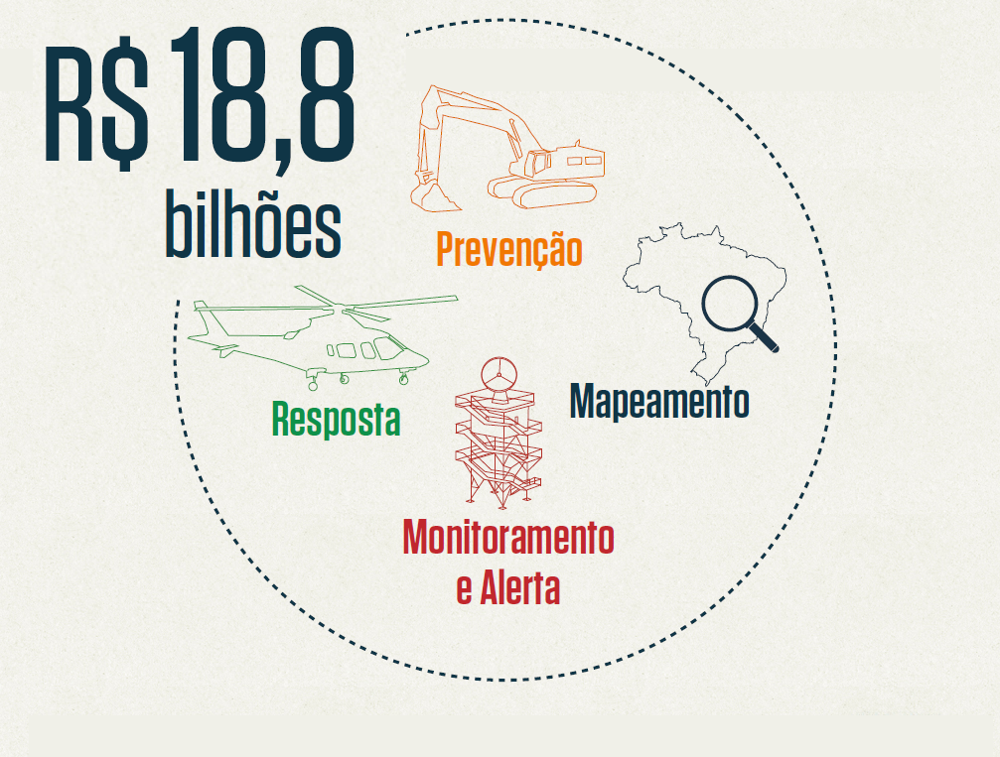 R$ 18,8
bilhões
Prevenção
Mapeamento
Resposta
Monitoramento
e Alerta